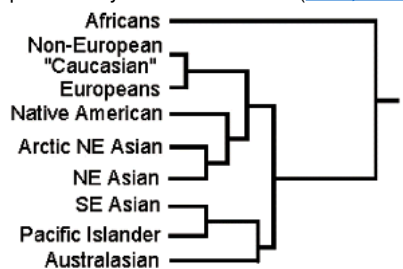 Africans
Non-European
"Caucasian"
Europeans
Native American
Arctic NE Asian
NE Asian
SE Asian
Pacific Islander
Australasian